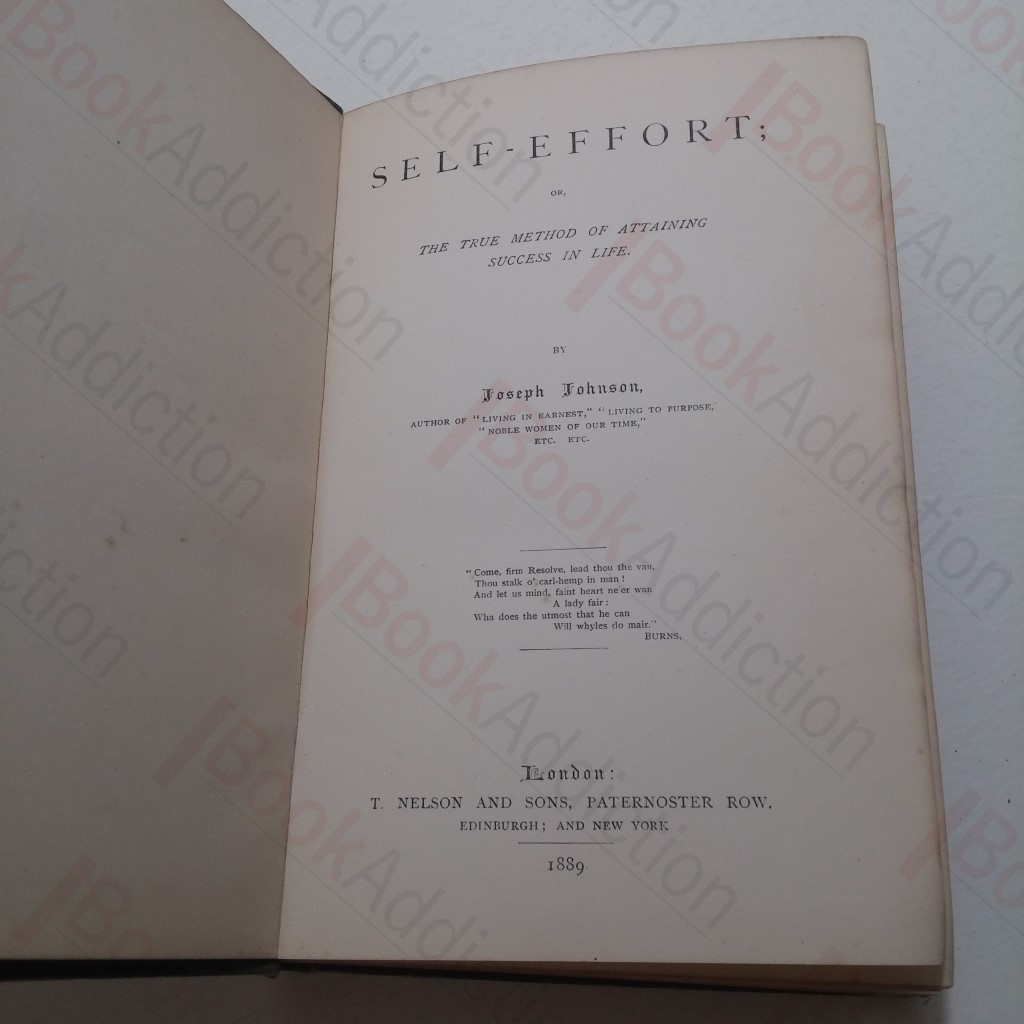 SELF-EFFORT;
OR,
THE TRUE METHOD OF ATTAINING
SUCCESS IN LIFE.
BY
Joseph Johnson,
AUTHOR OF "LIVING IN EARNEST," "LIVING TO PURPOSE,"
"NOBLE WOMEN OF OUR TIME,"
ETC. ETC.
"Come, firm Resolve, lead thou the van,
Thou stalk o' carl-hemp in man!
And let us mind, faint heart ne'er wan
A lady fair:
Wha does the utmost that he can
Will whyles do mair."
BURNS.
London:
T. NELSON AND SONS, PATERNOSTER ROW.
EDINBURGH; AND NEW YORK
1889
BookAddiction